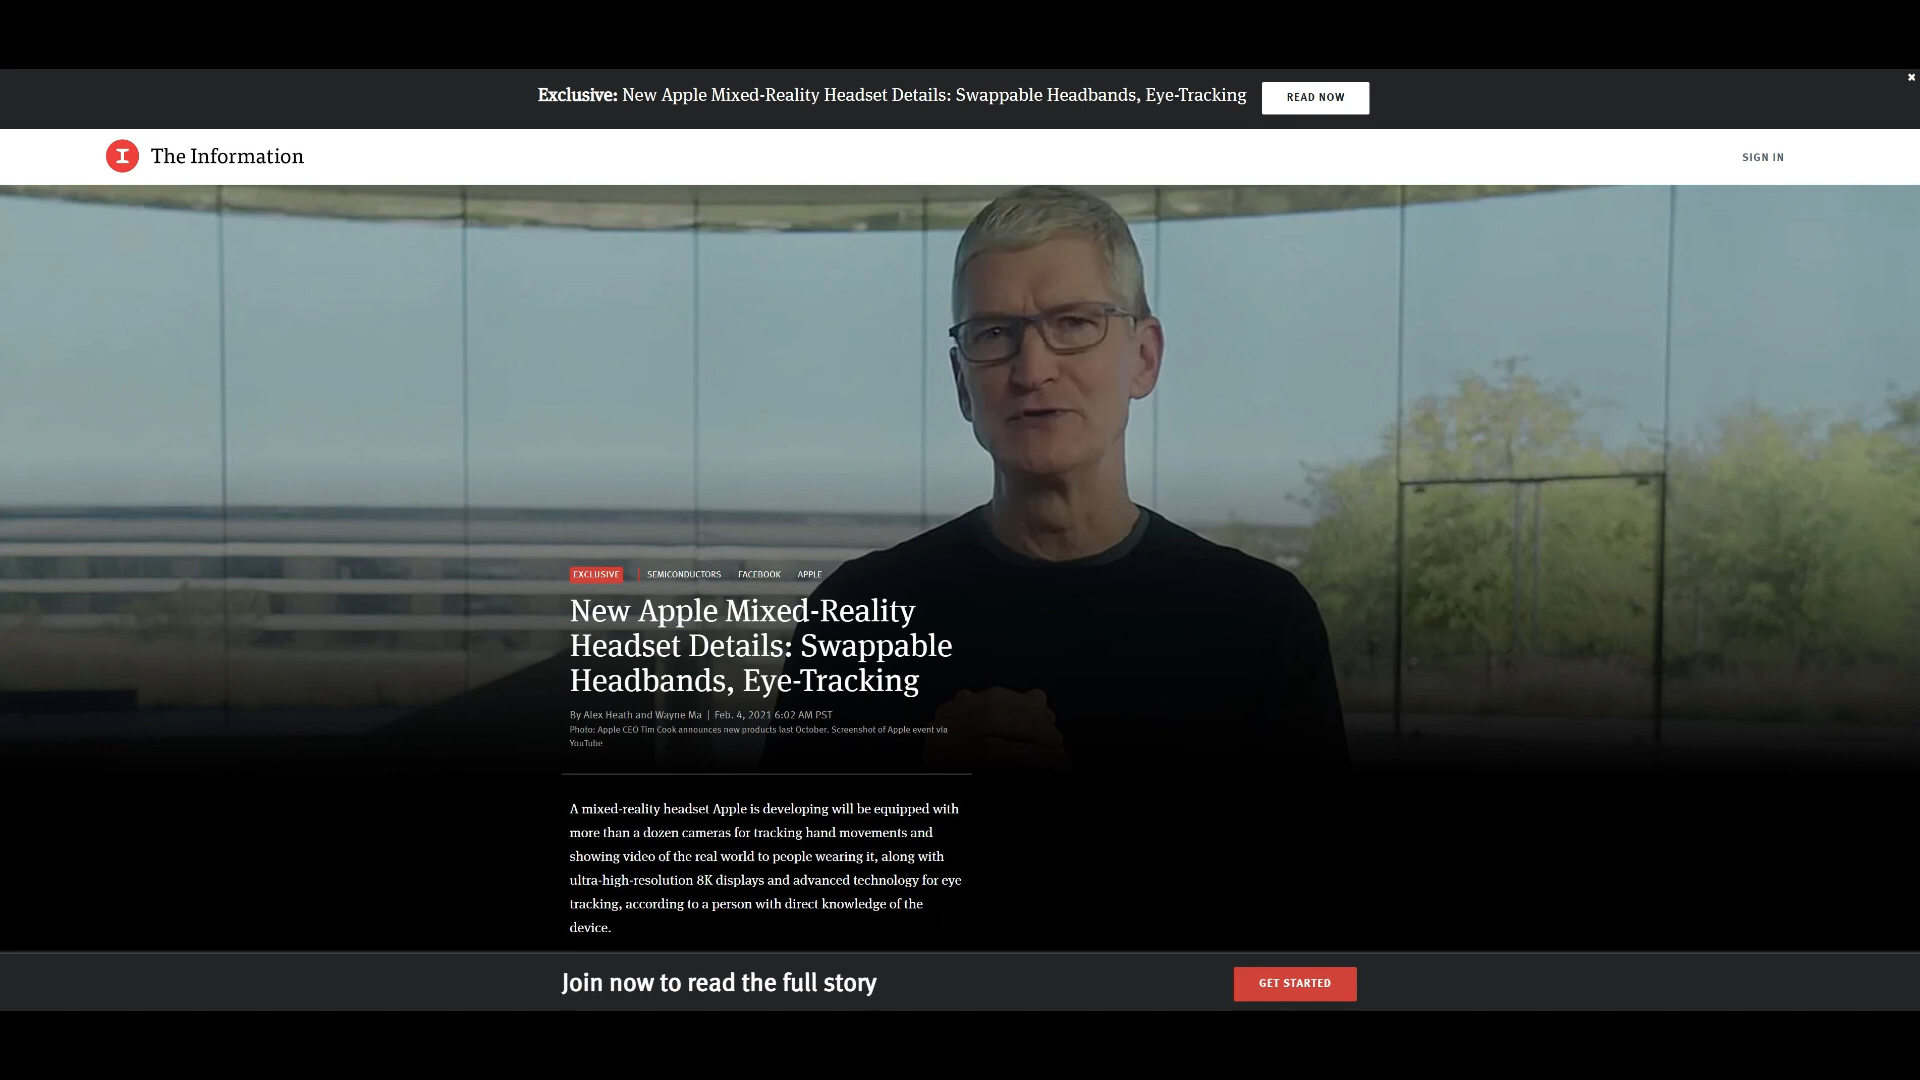 Exclusive: New Apple Mixed-Reality Headset Details: Swappable Headbands, Eye-Tracking
READ NOW
The Information
SIGN IN
EXCLUSIVE | SEMICONDUCTORS FACEBOOK APPLE
New Apple Mixed-Reality
Headset Details: Swappable
Headbands, Eye-Tracking
By Alex Heath and Wayne Ma | Feb. 4, 2021 6:02 AM PST
Photo: Apple CEO Tim Cook announces new products last October. Screenshot of Apple event via
YouTube
A mixed-reality headset Apple is developing will be equipped with
more than a dozen cameras for tracking hand movements and
showing video of the real world to people wearing it, along with
ultra-high-resolution 8K displays and advanced technology for eye
tracking, according to a person with direct knowledge of the
device.
Join now to read the full story
GET STARTED